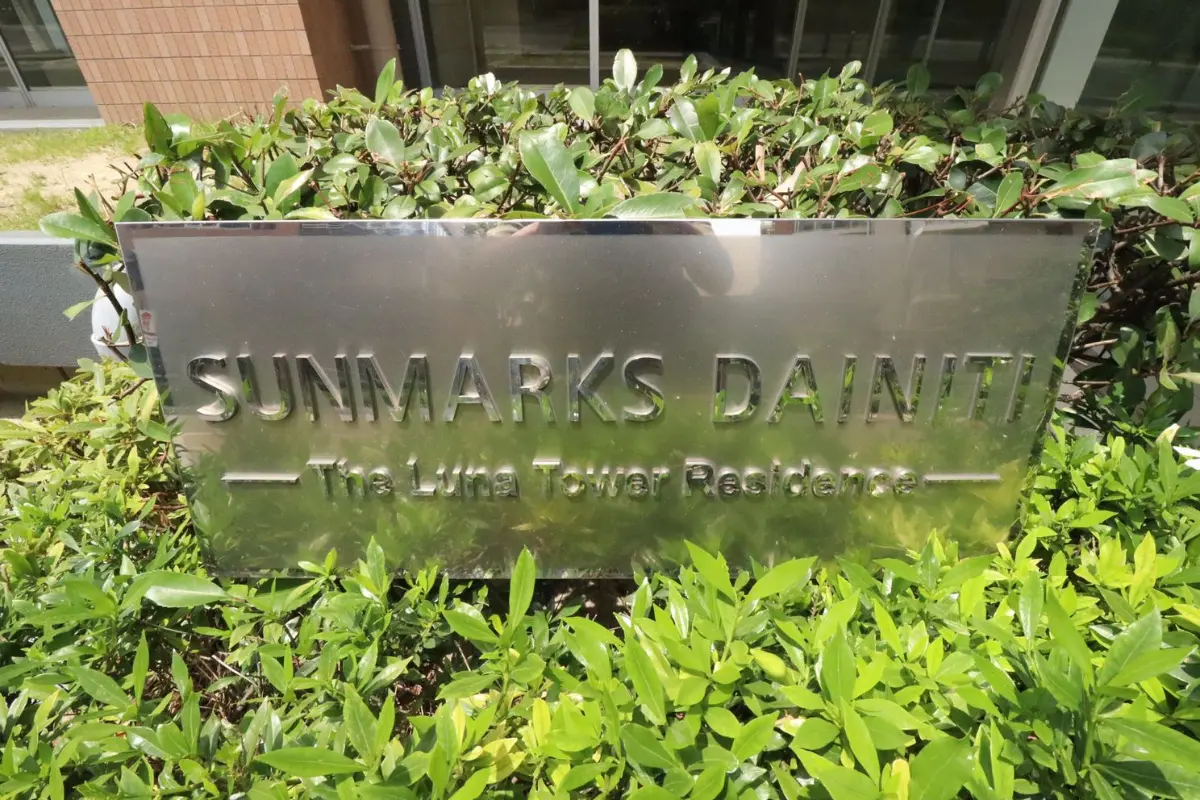 SUNMARKS DAINITI
The Luna Tower Residence